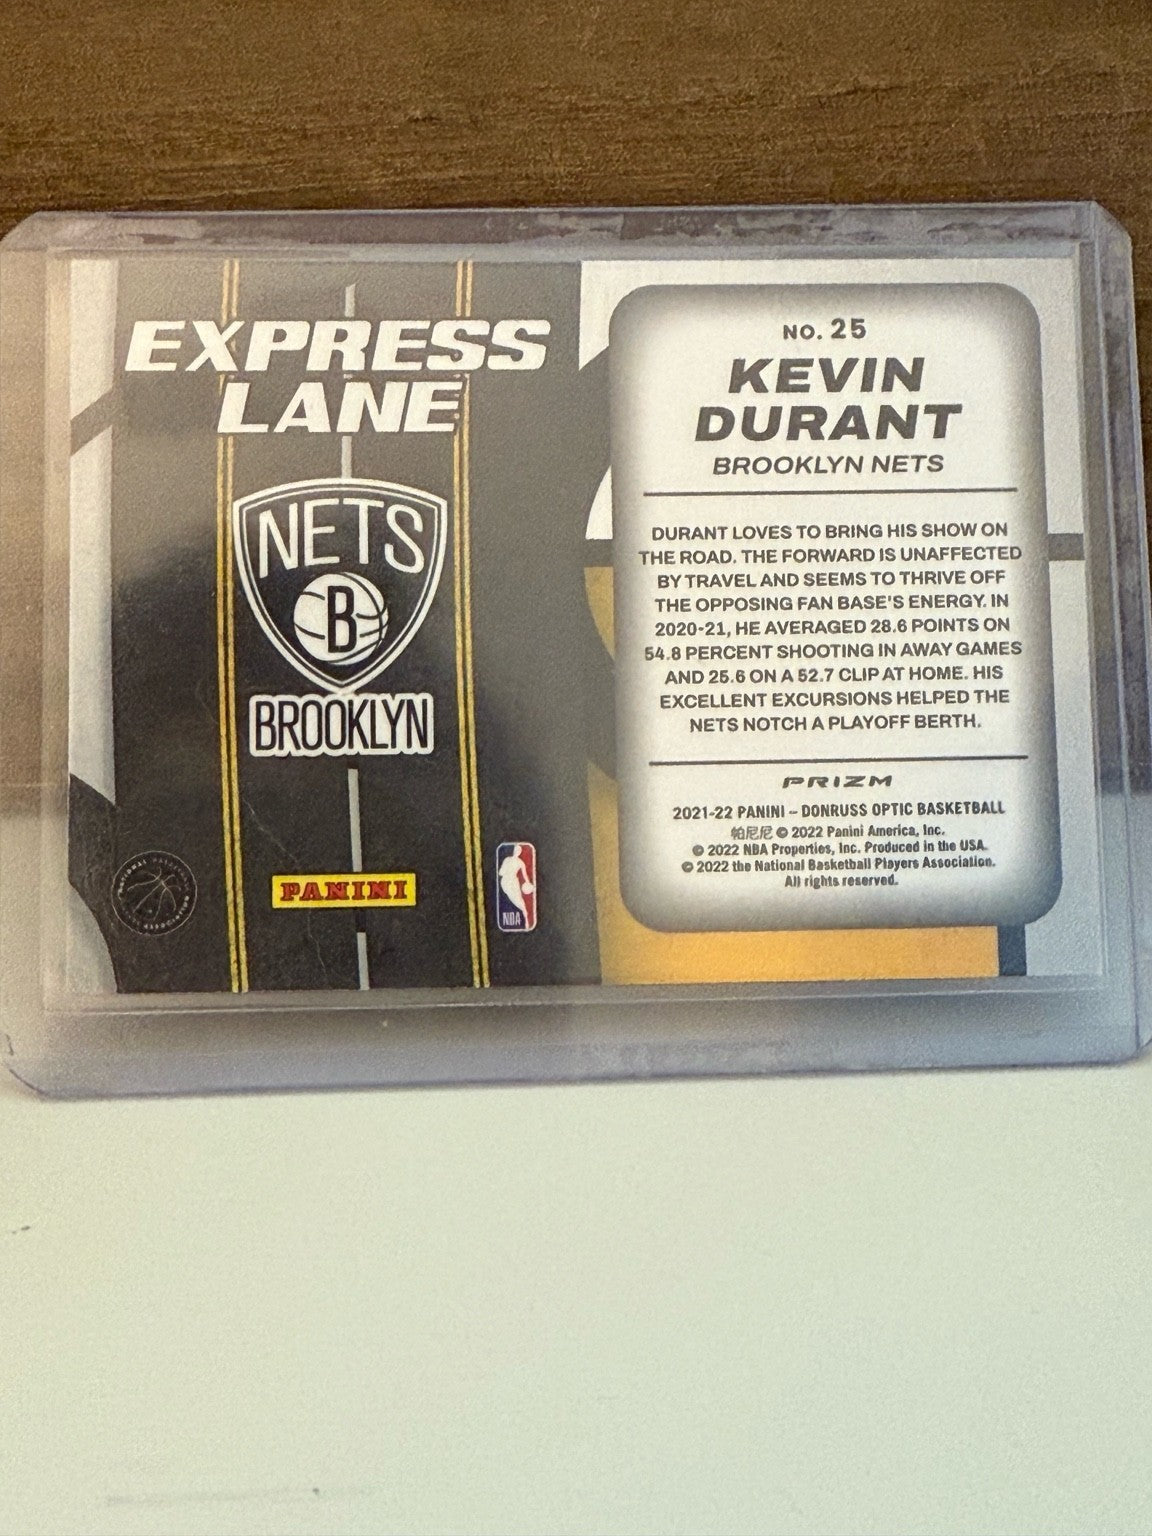 EXPRESS
LANE
NETS
B
BROOKLYN
PANINI
NBA
NO. 25
KEVIN
DURANT
BROOKLYN NETS
DURANT LOVES TO BRING HIS SHOW ON
THE ROAD. THE FORWARD IS UNAFFECTED
BY TRAVEL AND SEEMS TO THRIVE OFF
THE OPPOSING FAN BASE'S ENERGY. IN
2020-21, HE AVERAGED 28.6 POINTS ON
54.8 PERCENT SHOOTING IN AWAY GAMES
AND 25.6 ON A 52.7 CLIP AT HOME. HIS
EXCELLENT EXCURSIONS HELPED THE
NETS NOTCH A PLAYOFF BERTH.
PRIZM
2021-22 PANINI – DONRUSS OPTIC BASKETBALL
帕尼尼 © 2022 Panini America, Inc.
© 2022 NBA Properties, Inc. Produced in the USA.
© 2022 the National Basketball Players Association.
All rights reserved.